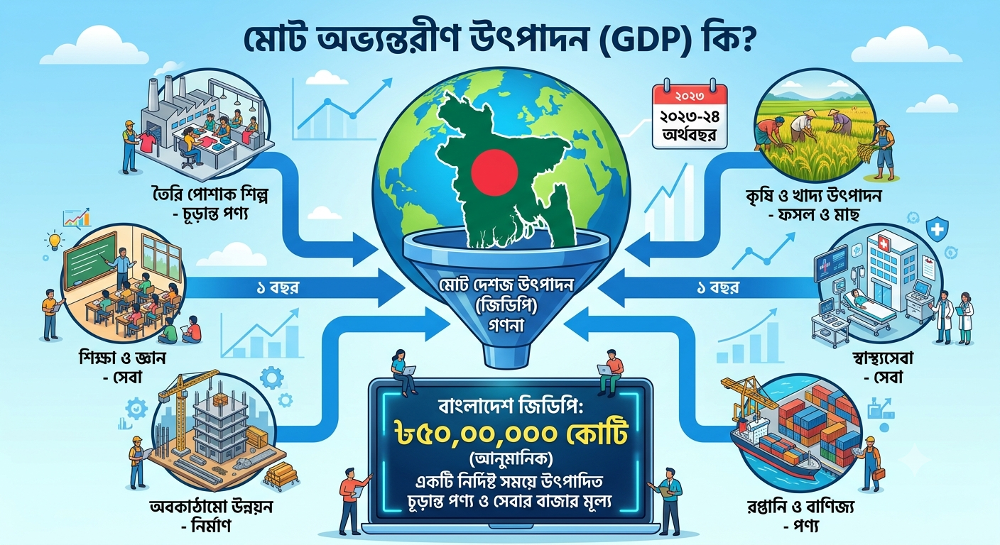 মোট অভ্যন্তরীণ উৎপাদন (GDP) কি?
২০২৩
২০২৩-২৪
অর্থবছর
তৈরি পোশাক শিল্প
- চূড়ান্ত পণ্য
কৃষি ও খাদ্য উৎপাদন
- ফসল ও মাছ
১ বছর
মোট দেশজ উৎপাদন
(জিডিপি)
গণনা
১ বছর
শিক্ষা ও জ্ঞান
- সেবা
স্বাস্থ্যসেবা
- সেবা
বাংলাদেশ জিডিপি:
৳৫০,০০,০০০ কোটি
(আনুমানিক)
একটি নির্দিষ্ট সময়ে উৎপাদিত
চূড়ান্ত পণ্য ও সেবার বাজার মূল্য
অবকাঠামো উন্নয়ন
- নির্মাণ
রপ্তানি ও বাণিজ্য
- পণ্য